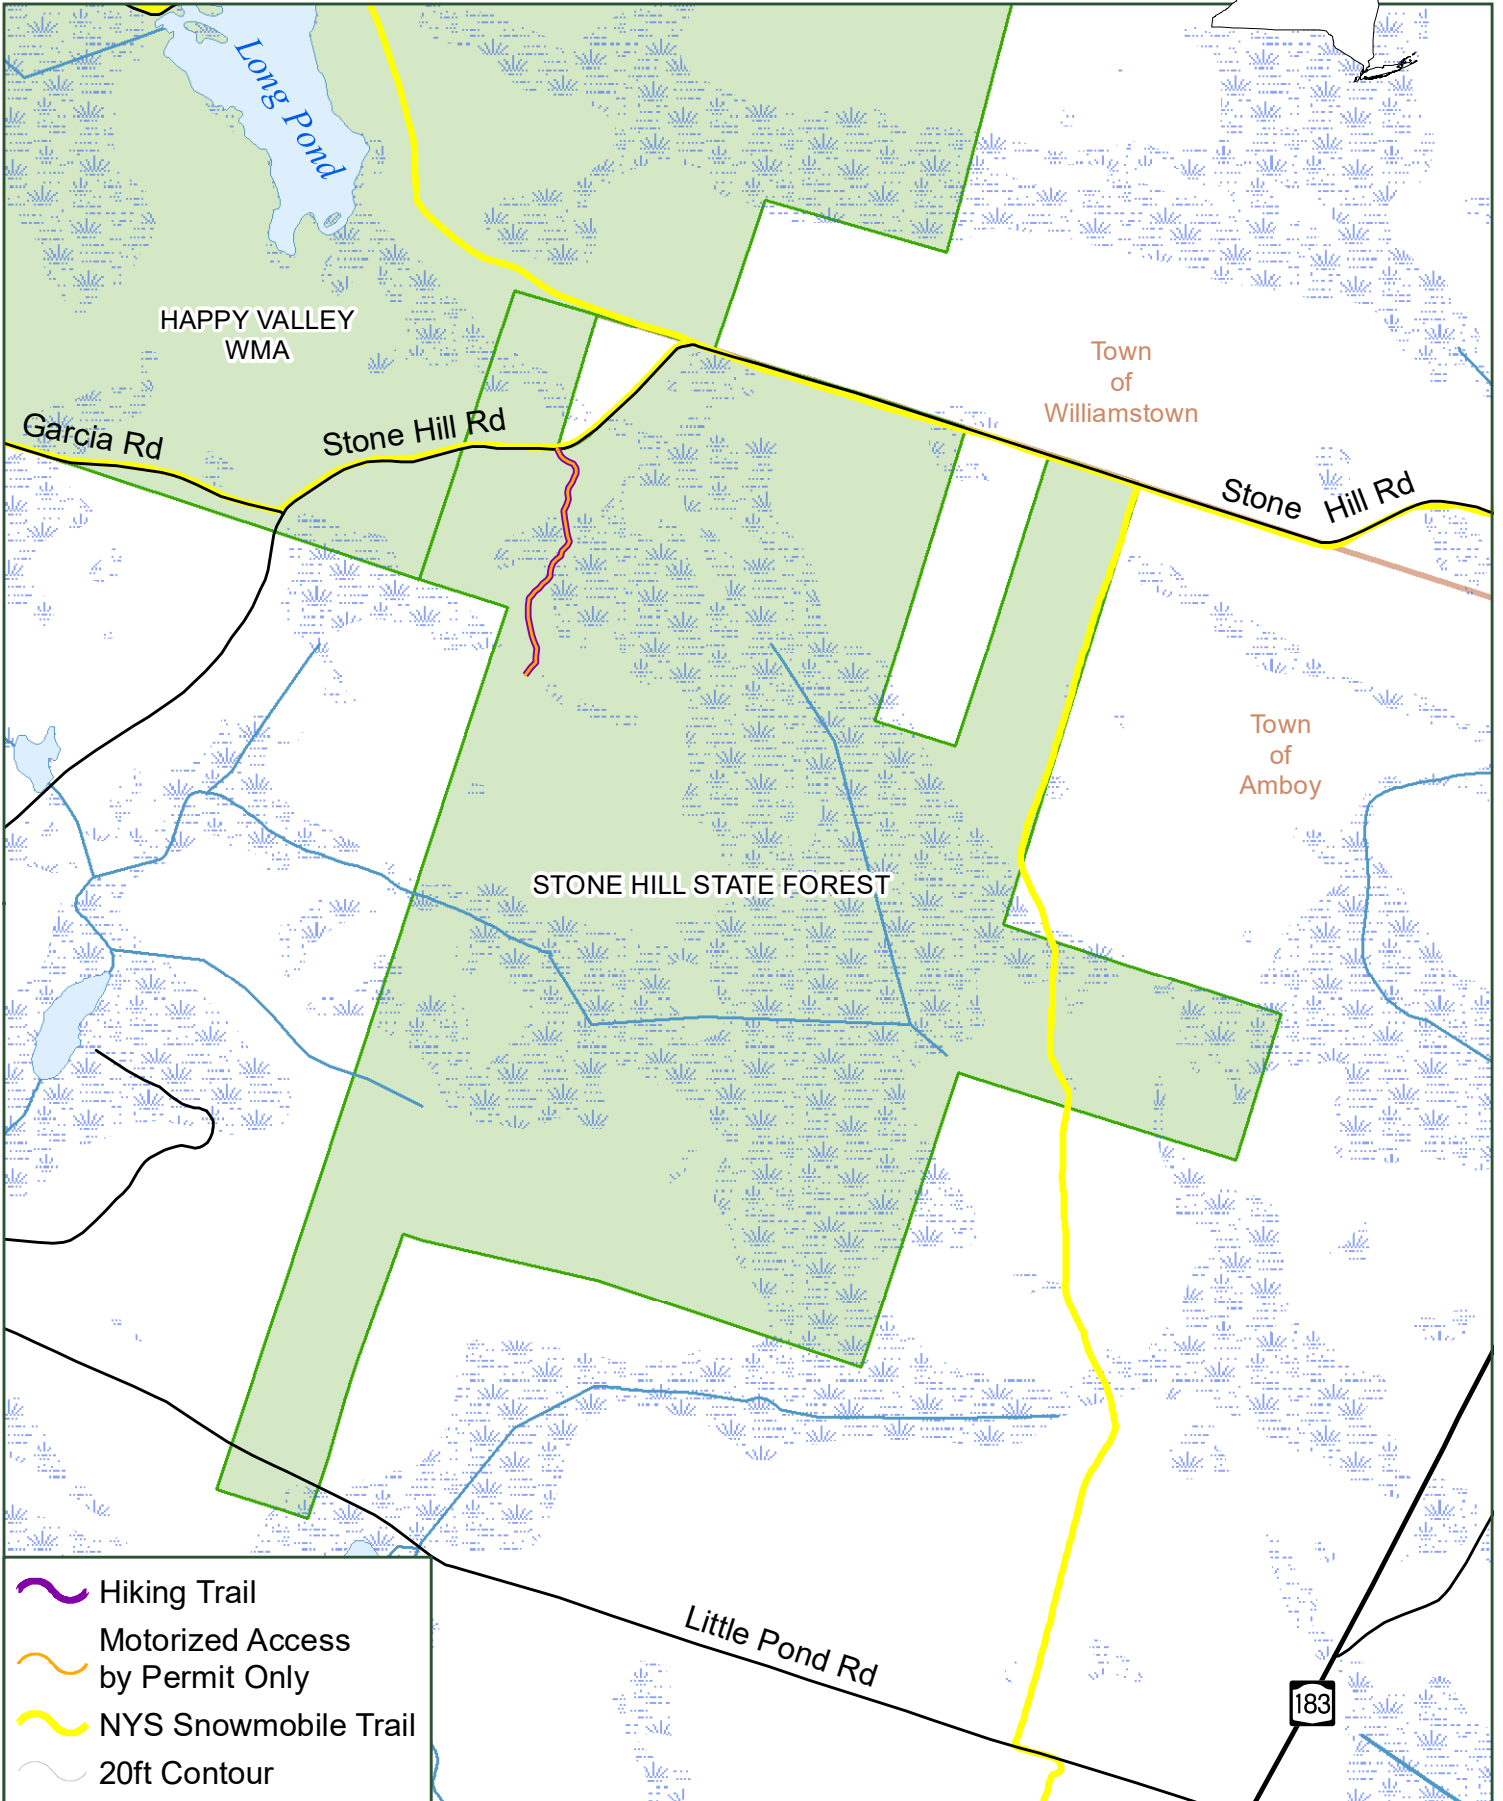 Long Pond
HAPPY VALLEY
WMA
Town
of
Williamstown
Garcia Rd
Stone Hill Rd
Stone Hill Rd
Town
of
Amboy
STONE HILL STATE FOREST
Hiking Trail
Motorized Access
by Permit Only
NYS Snowmobile Trail
20ft Contour
Little Pond Rd
183